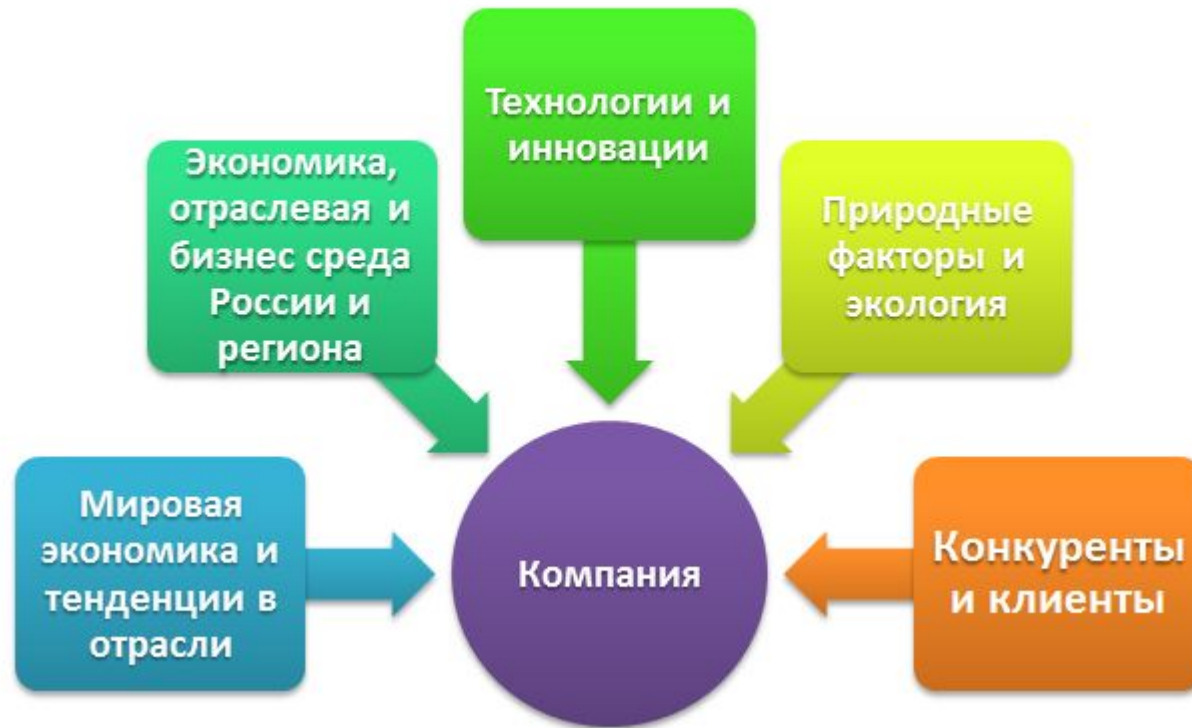 Технологии и
инновации
Экономика,
отраслевая и
бизнес среда
России и
региона
Природные
факторы и
экология
Мировая
экономика и
тенденции в
отрасли
Компания
Конкуренты
и клиенты